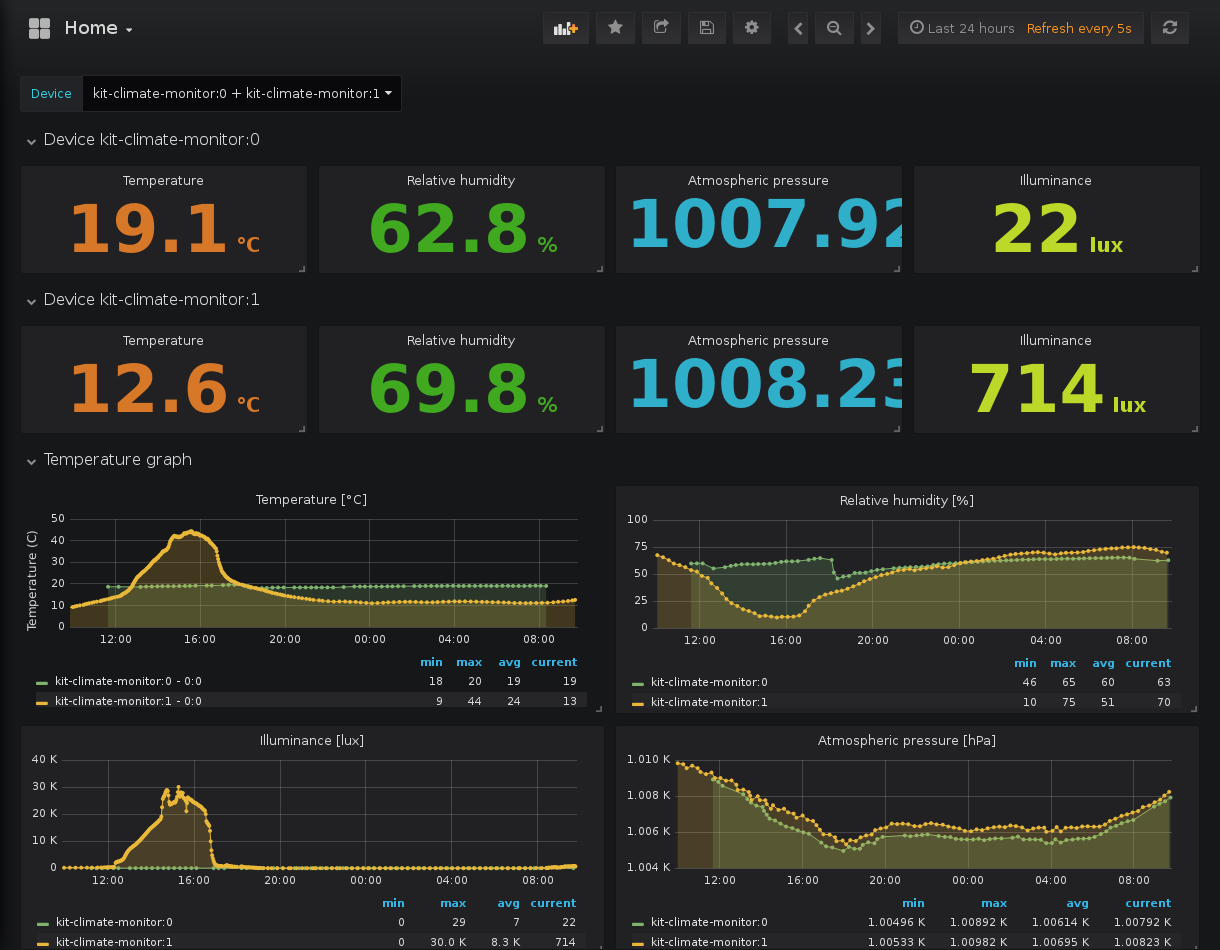 Home
Last 24 hours Refresh every 5s
Device kit-climate-monitor:0 + kit-climate-monitor:1
Device kit-climate-monitor:0
Temperature Relative humidity Atmospheric pressure Illuminance
19.1 °C 62.8 % 1007.92 22 lux
Device kit-climate-monitor:1
Temperature Relative humidity Atmospheric pressure Illuminance
12.6 °C 69.8 % 1008.23 714 lux
Temperature graph
Temperature [°C]
Temperature (C)
50
40
30
20
10
0
12:00 16:00 20:00 00:00 04:00 08:00
min max avg current
kit-climate-monitor:0 - 0:0 18 20 19 19
kit-climate-monitor:1 - 0:0 9 44 24 13
Relative humidity [%]
100
75
50
25
0
12:00 16:00 20:00 00:00 04:00 08:00
min max avg current
kit-climate-monitor:0 46 65 60 63
kit-climate-monitor:1 10 75 51 70
Illuminance [lux]
40 K
30 K
20 K
10 K
0
12:00 16:00 20:00 00:00 04:00 08:00
min max avg current
kit-climate-monitor:0 0 29 7 22
kit-climate-monitor:1 0 30.0 K 8.3 K 714
Atmospheric pressure [hPa]
1.010 K
1.008 K
1.006 K
1.004 K
12:00 16:00 20:00 00:00 04:00 08:00
min max avg current
kit-climate-monitor:0 1.00496 K 1.00892 K 1.00614 K 1.00792 K
kit-climate-monitor:1 1.00533 K 1.00982 K 1.00695 K 1.00823 K